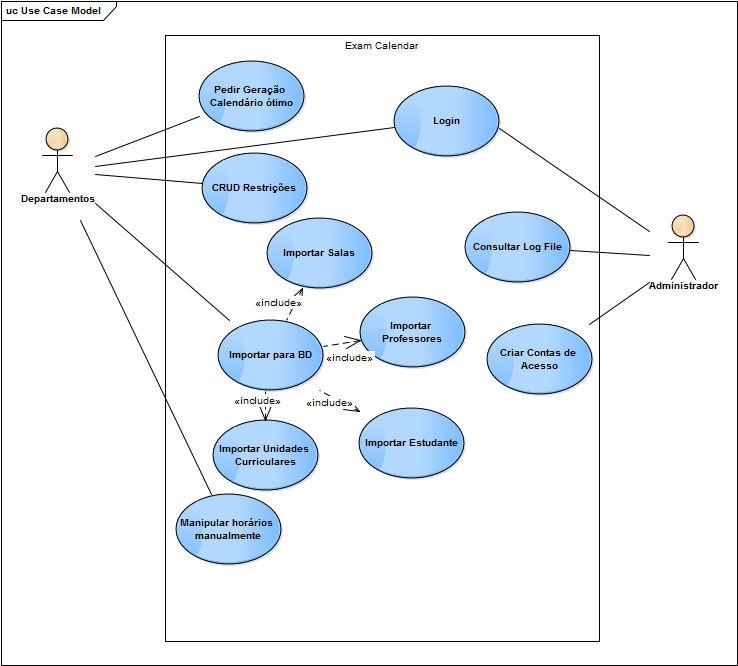 uc Use Case Model
Exam Calendar
Pedir Geração
Calendário ótimo
Login
Departamentos
CRUD Restrições
Importar Salas
Consultar Log File
Administrador
«include»
Importar
Professores
Importar para BD
«include»
Criar Contas de
Acesso
«include»
«include»
Importar Estudante
Importar Unidades
Curriculares
Manipular horários
manualmente